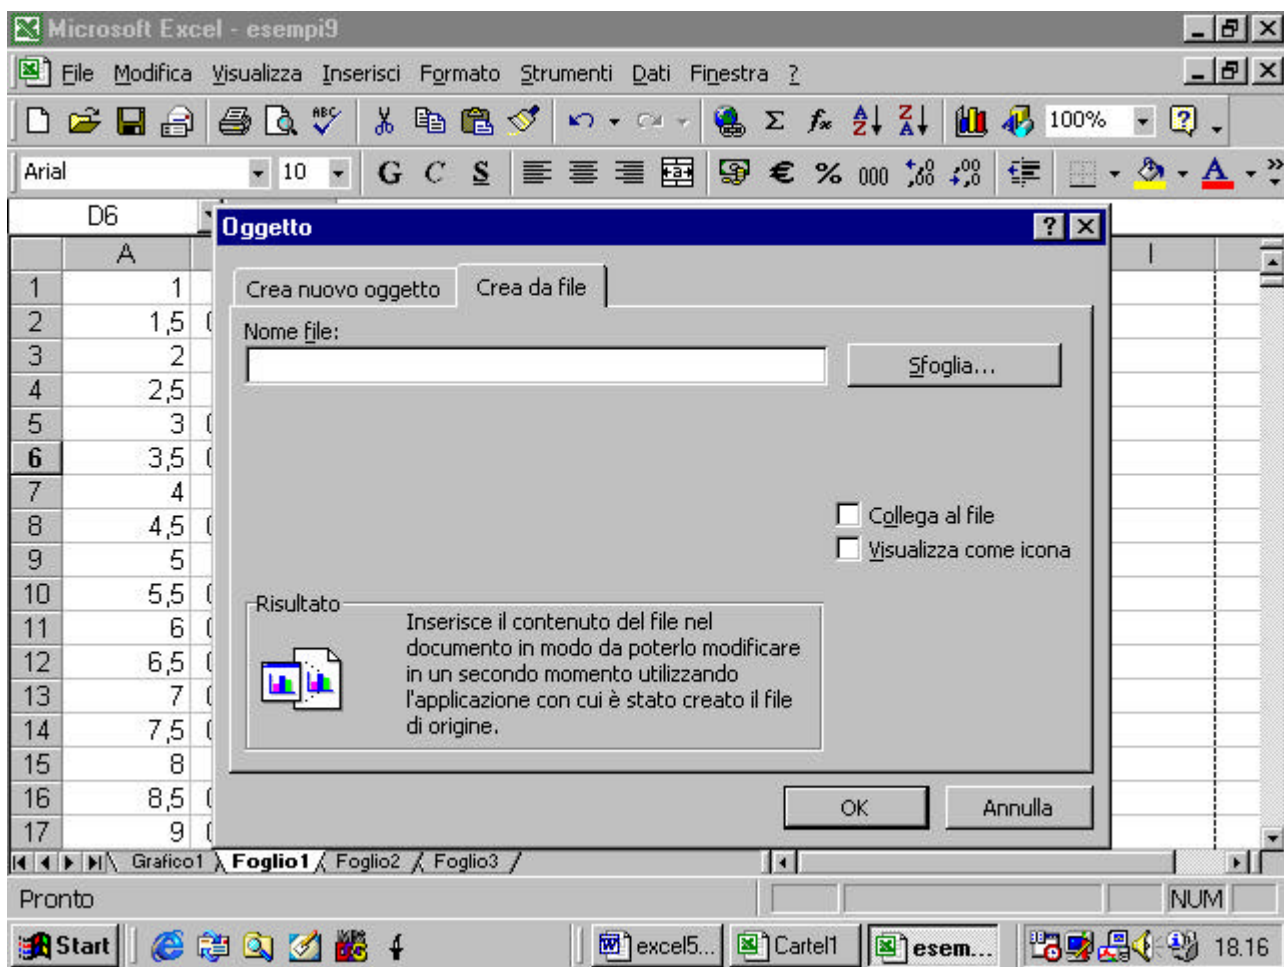 Microsoft Excel - esempi9
File Modifica Visualizza Inserisci Formato Strumenti Dati Finestra ?
ABC Σ fx A Z Z A 100% ?
Arial 10 G C S a € % 000 ,00 A »
D6
Oggetto ?
A I
Crea nuovo oggetto Crea da file
Nome file:
Sfoglia...
1 1
2 1,5
3 2
4 2,5
5 3
6 3,5
7 4
8 4,5
9 5
10 5,5
11 6
12 6,5
13 7
14 7,5
15 8
16 8,5
17 9
Collega al file
Visualizza come icona
Risultato
Inserisce il contenuto del file nel
documento in modo da poterlo modificare
in un secondo momento utilizzando
l'applicazione con cui è stato creato il file
di origine.
OK Annulla
Grafico1 Foglio1 Foglio2 Foglio3
Pronto NUM
Start excel5... Cartel1 esem... 18.16